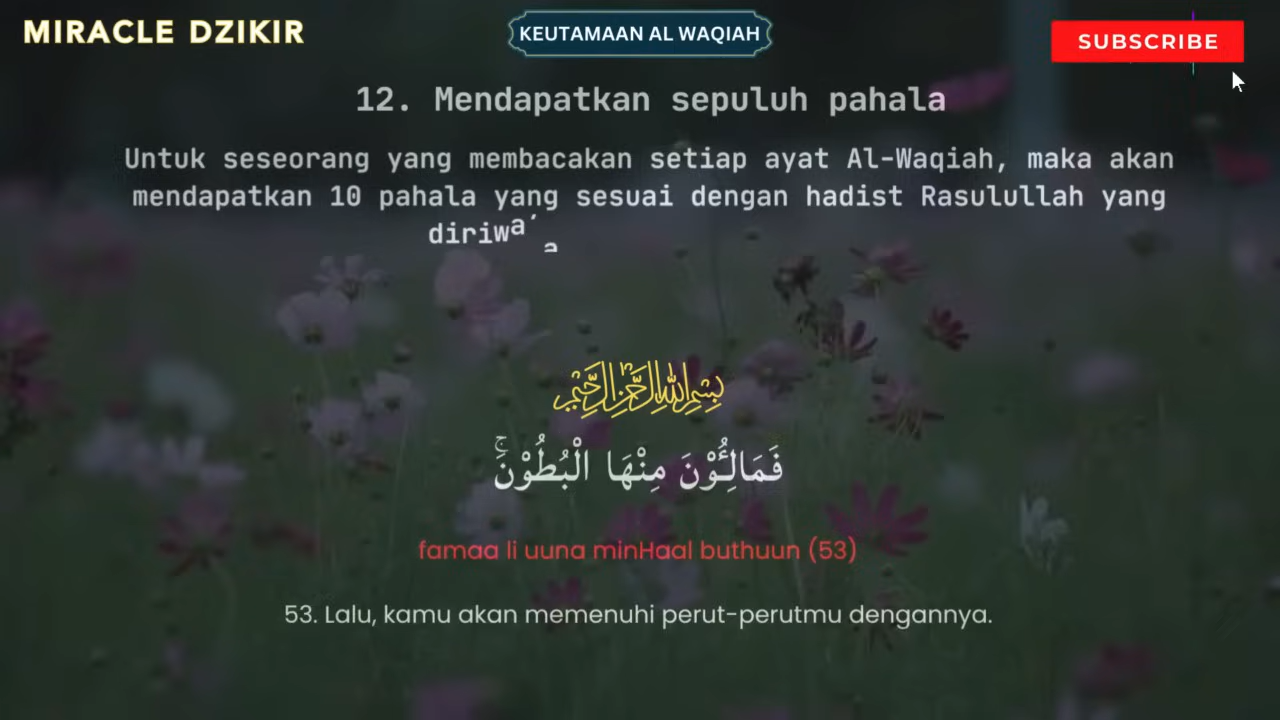 MIRACLE DZIKIR
KEUTAMAAN AL WAQIAH
SUBSCRIBE
12. Mendapatkan sepuluh pahala
Untuk seseorang yang membacakan setiap ayat Al-Waqiah, maka akan
mendapatkan 10 pahala yang sesuai dengan hadist Rasulullah yang
بِسْمِ اللهِ الرَّحْمٰنِ الرَّحِيْمِ
فَمَالِـُٔوْنَ مِنْهَا الْبُطُوْنَۚ
famaa li uuna minHaal buthuun (53)
53. Lalu, kamu akan memenuhi perut-perutmu dengannya.